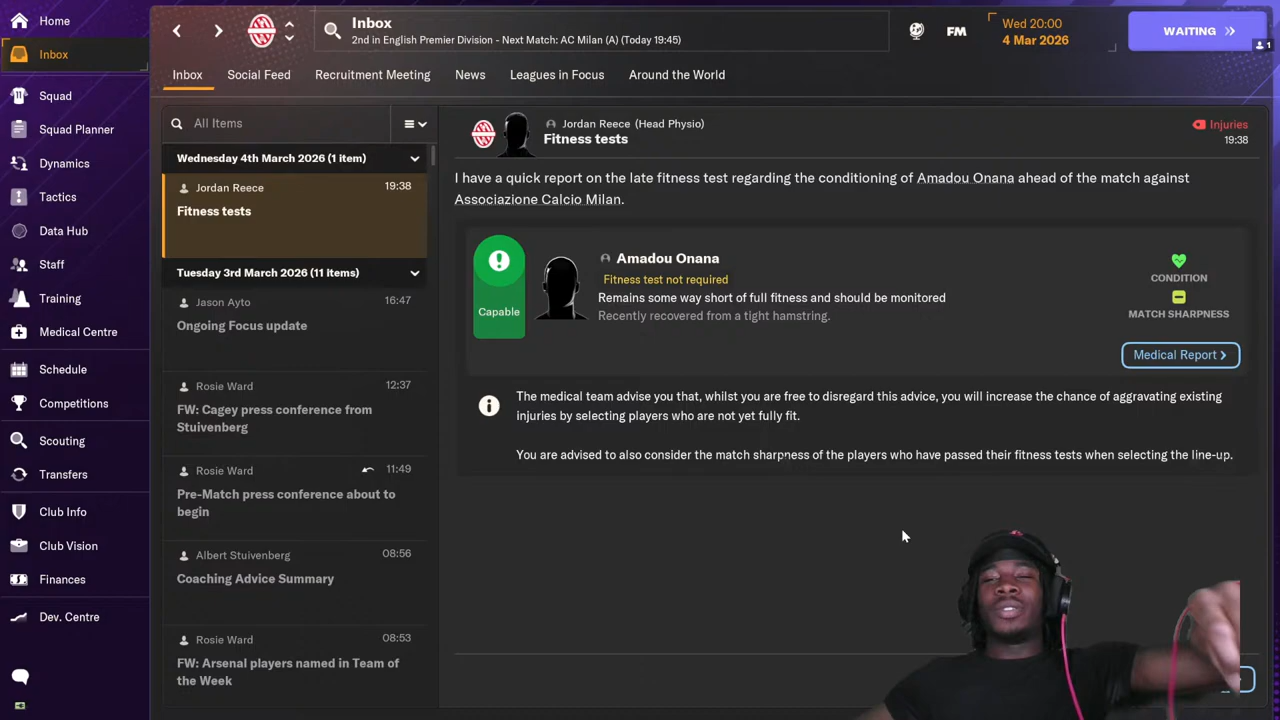 Home
Inbox
Squad
Squad Planner
Dynamics
Tactics
Data Hub
Staff
Training
Medical Centre
Schedule
Competitions
Scouting
Transfers
Club Info
Club Vision
Finances
Dev. Centre
Inbox
2nd in English Premier Division - Next Match: AC Milan (A) (Today 19:45)
FM
Wed 20:00
4 Mar 2026
WAITING
1
Inbox
Social Feed
Recruitment Meeting
News
Leagues in Focus
Around the World
All Items
Wednesday 4th March 2026 (1 item)
Jordan Reece 19:38
Fitness tests
Tuesday 3rd March 2026 (11 Items)
Jason Ayto 16:47
Ongoing Focus update
Rosie Ward 12:37
FW: Cagey press conference from
Stuivenberg
Rosie Ward 11:49
Pre-Match press conference about to
begin
Albert Stuivenberg 08:56
Coaching Advice Summary
Rosie Ward 08:53
FW: Arsenal players named in Team of
the Week
Jordan Reece (Head Physio)
Fitness tests
Injuries
19:38
I have a quick report on the late fitness test regarding the conditioning of Amadou Onana ahead of the match against
Associazione Calcio Milan.
Capable
Amadou Onana
Fitness test not required
Remains some way short of full fitness and should be monitored
Recently recovered from a tight hamstring.
CONDITION
MATCH SHARPNESS
Medical Report
The medical team advise you that, whilst you are free to disregard this advice, you will increase the chance of aggravating existing
injuries by selecting players who are not yet fully fit.
You are advised to also consider the match sharpness of the players who have passed their fitness tests when selecting the line-up.